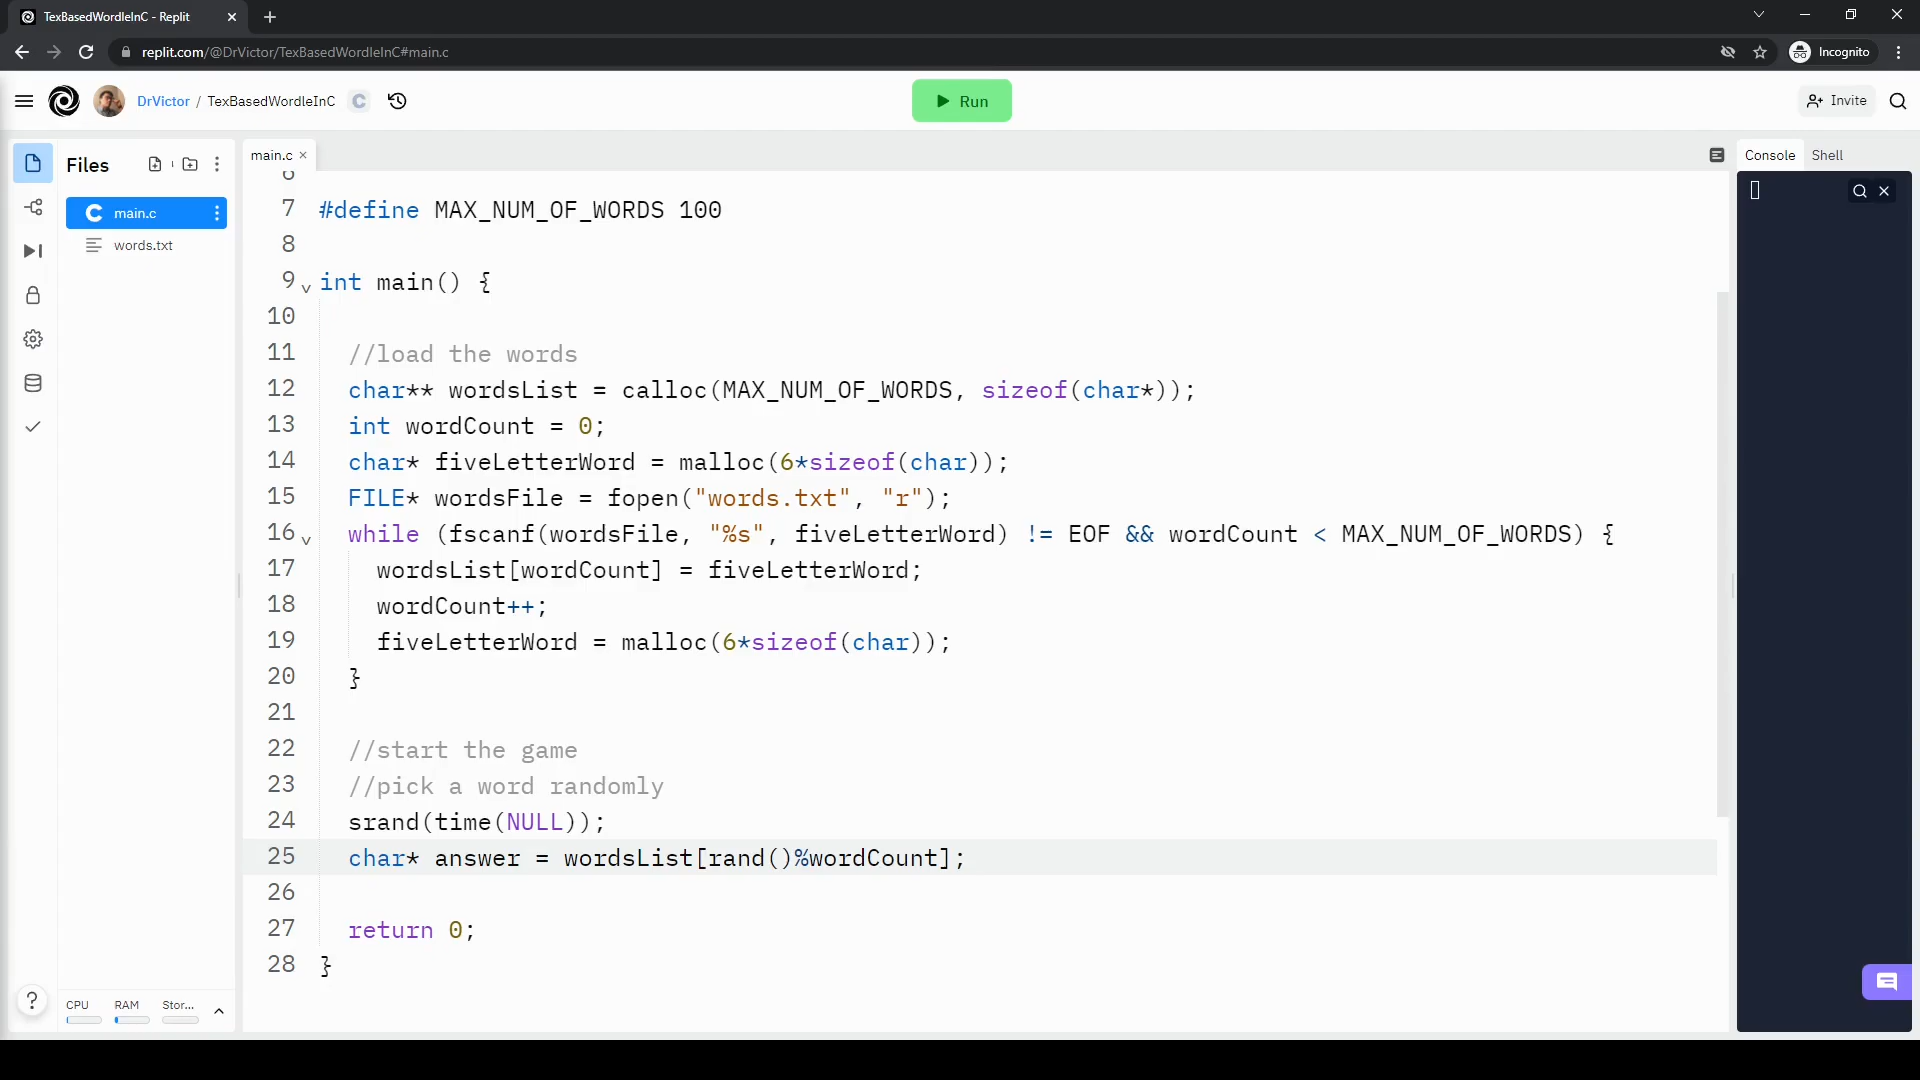 TexBasedWordleInC - Replit
replit.com/@DrVictor/TexBasedWordleInC#main.c
Incognito
DrVictor / TexBasedWordleInC C
Run
Invite
Files
main.c
Console Shell
C main.c
words.txt
6
7 #define MAX_NUM_OF_WORDS 100
8
9 int main() {
10
11 //load the words
12 char** wordsList = calloc(MAX_NUM_OF_WORDS, sizeof(char*));
13 int wordCount = 0;
14 char* fiveLetterWord = malloc(6*sizeof(char));
15 FILE* wordsFile = fopen("words.txt", "r");
16 while (fscanf(wordsFile, "%s", fiveLetterWord) != EOF && wordCount < MAX_NUM_OF_WORDS) {
17 wordsList[wordCount] = fiveLetterWord;
18 wordCount++;
19 fiveLetterWord = malloc(6*sizeof(char));
20 }
21
22 //start the game
23 //pick a word randomly
24 srand(time(NULL));
25 char* answer = wordsList[rand()%wordCount];
26
27 return 0;
28 }
?
CPU RAM Stor...